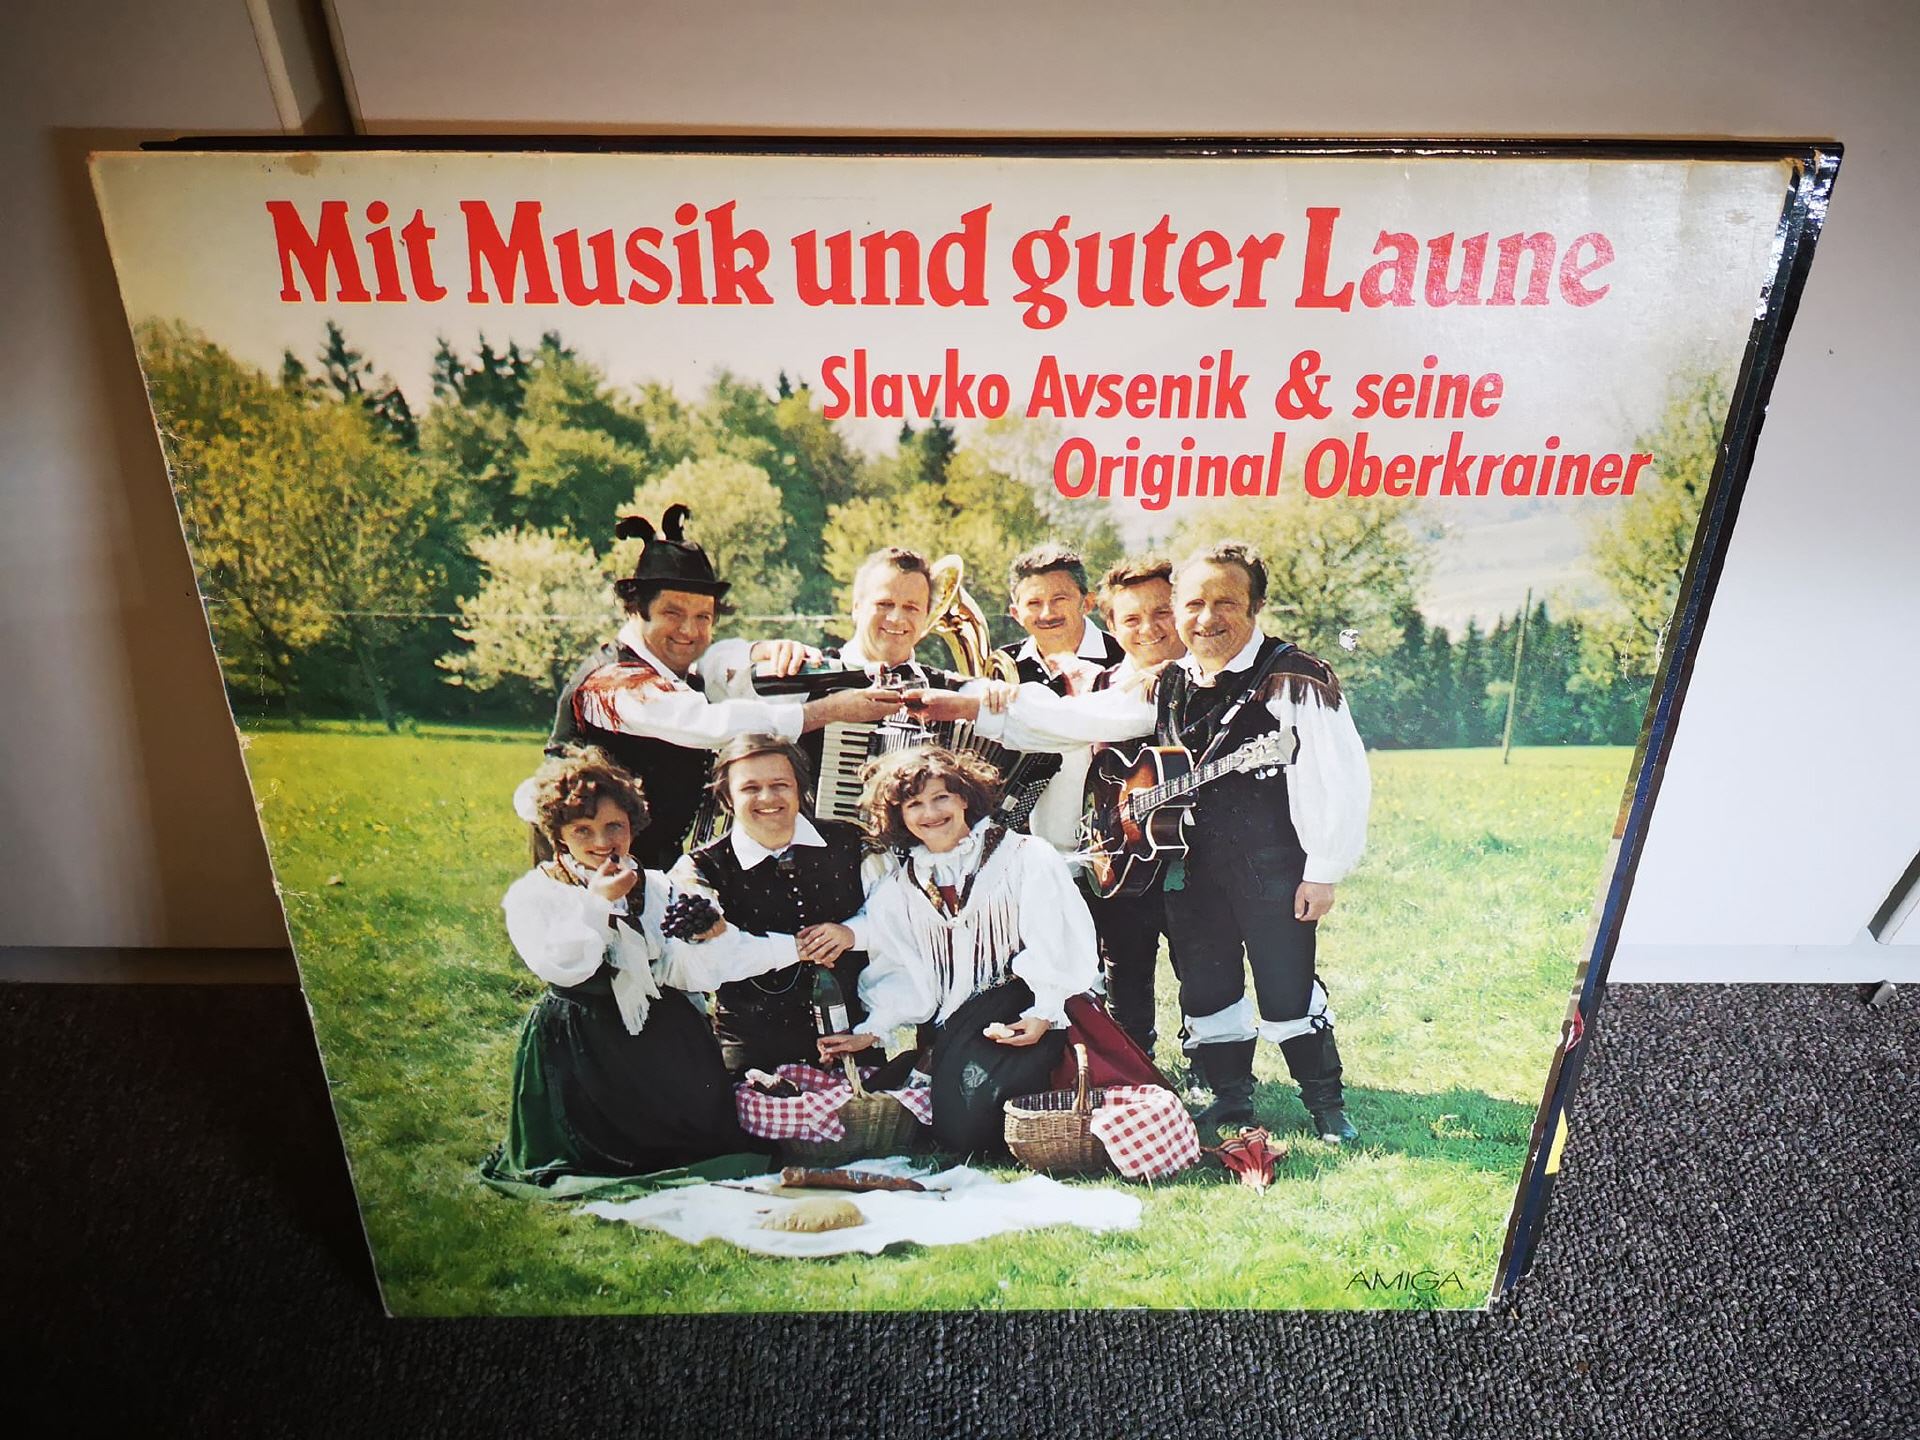 Mit Musik und guter Laune
Slavko Avsenik & seine
Original Oberkrainer
AMIGA